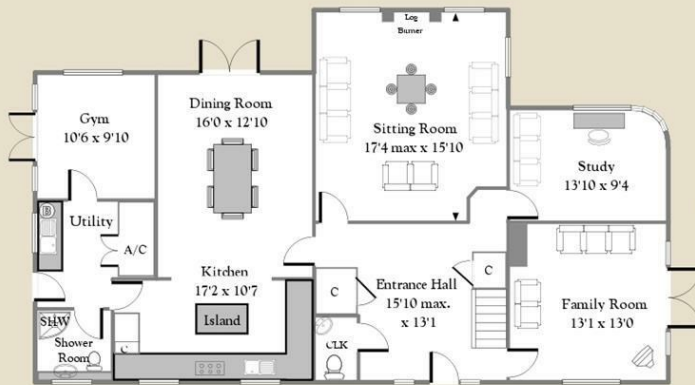 Log
Burner
Gym
10'6 x 9'10
Dining Room
16'0 x 12'10
Sitting Room
17'4 max x 15'10
Study
13'10 x 9'4
B
Utility
A/C
Kitchen
17'2 x 10'7
Island
C
Entrance Hall
15'10 max.
x 13'1
C
Family Room
13'1 x 13'0
SHW
Shower
Room
CLK